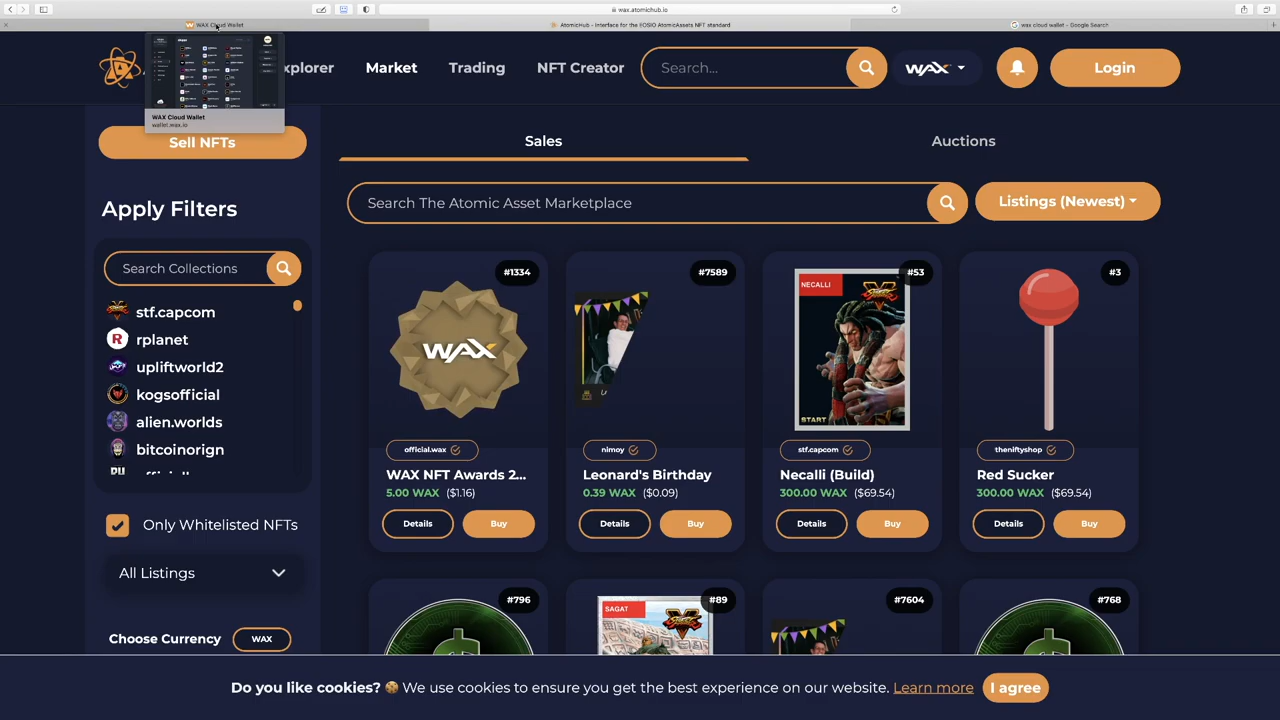 wax.atomichub.io
WAX Cloud Wallet
AtomicHub - Interface for the EOSIO AtomicAssets NFT standard
wax cloud wallet - Google Search
WAX Cloud Wallet
wallet.wax.io
Market
Trading
NFT Creator
Search...
WAX
Login
Sell NFTs
Sales
Auctions
Apply Filters
Search The Atomic Asset Marketplace
Listings (Newest)
Search Collections
stf.capcom
rplanet
upliftworld2
kogsofficial
alien.worlds
bitcoinorign
Only Whitelisted NFTs
All Listings
Choose Currency
WAX
#1334
WAX
official.wax
WAX NFT Awards 2...
5.00 WAX ($1.16)
Details
Buy
#7589
nimoy
Leonard's Birthday
0.39 WAX ($0.09)
Details
Buy
#53
NECALLI
START
stf.capcom
Necalli (Build)
300.00 WAX ($69.54)
Details
Buy
#3
theniftyshop
Red Sucker
300.00 WAX ($69.54)
Details
Buy
#796
#89
SAGAT
#7604
#768
Do you like cookies? 🍪 We use cookies to ensure you get the best experience on our website. Learn more
I agree